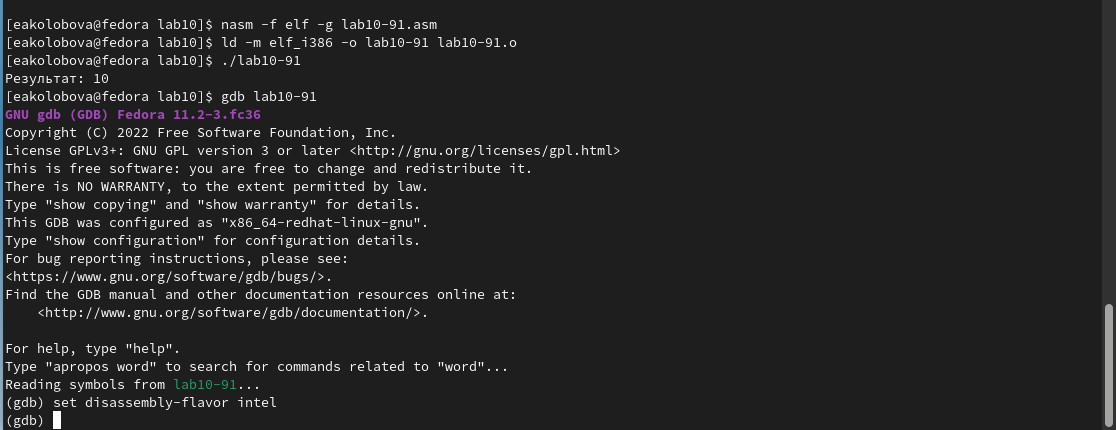 [eakolobova@fedora lab10]$ nasm -f elf -g lab10-91.asm
[eakolobova@fedora lab10]$ ld -m elf_i386 -o lab10-91 lab10-91.o
[eakolobova@fedora lab10]$ ./lab10-91
Результат: 10
[eakolobova@fedora lab10]$ gdb lab10-91
GNU gdb (GDB) Fedora 11.2-3.fc36
Copyright (C) 2022 Free Software Foundation, Inc.
License GPLv3+: GNU GPL version 3 or later <http://gnu.org/licenses/gpl.html>
This is free software: you are free to change and redistribute it.
There is NO WARRANTY, to the extent permitted by law.
Type "show copying" and "show warranty" for details.
This GDB was configured as "x86_64-redhat-linux-gnu".
Type "show configuration" for configuration details.
For bug reporting instructions, please see:
<https://www.gnu.org/software/gdb/bugs/>.
Find the GDB manual and other documentation resources online at:
    <http://www.gnu.org/software/gdb/documentation/>.

For help, type "help".
Type "apropos word" to search for commands related to "word"...
Reading symbols from lab10-91...
(gdb) set disassembly-flavor intel
(gdb)